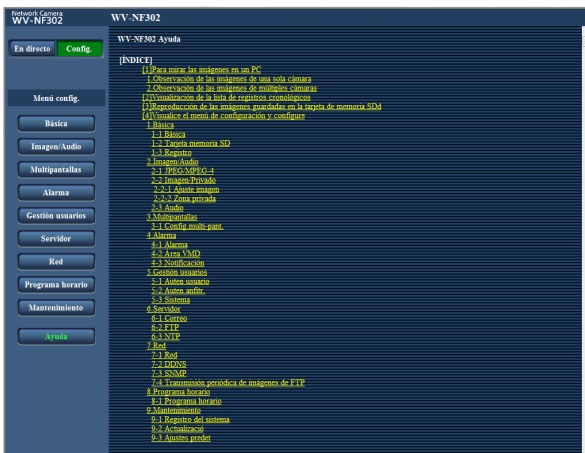 Network Camera
WV-NF302
WV-NF302
En directo
Config.
Menú config.
Básica
Imagen/Audio
Multipantallas
Alarma
Gestión usuarios
Servidor
Red
Programa horario
Mantenimiento
Ayuda
WV-NF302 Ayuda
[ÍNDICE]
[1]Para mirar las imágenes en un PC
1.Observación de las imágenes de una sola cámara
2.Observación de las imágenes de múltiples cámaras
[2]Visualización de la lista de registros cronológicos
[3]Reproducción de las imágenes guardadas en la tarjeta de memoria SDd
[4]Visualice el menú de configuración y configure
1.Básica
1-1 Básica
1-2 Tarjeta memoria SD
1-3 Registro
2.Imagen/Audio
2-1 JPEG/MPEG-4
2-2 Imagen/Privado
2-2-1 Ajuste imagen
2-2-2 Zona privada
2-3 Audio
3.Multipantallas
3-1 Config.multi-pant.
4.Alarma
4-1 Alarma
4-2 Area VMD
4-3 Notificación
5.Gestión usuarios
5-1 Auten usuario
5-2 Auten anfitr.
5-3 Sistema
6.Servidor
6-1 Correo
6-2 FTP
6-3 NTP
7.Red
7-1 Red
7-2 DDNS
7-3 SNMP
7-4 Transmisión periódica de imágenes de FTP
8.Programa horario
8-1 Programa horario
9.Mantenimiento
9-1 Registro del sistema
9-2 Actualizació
9-3 Ajustes predet